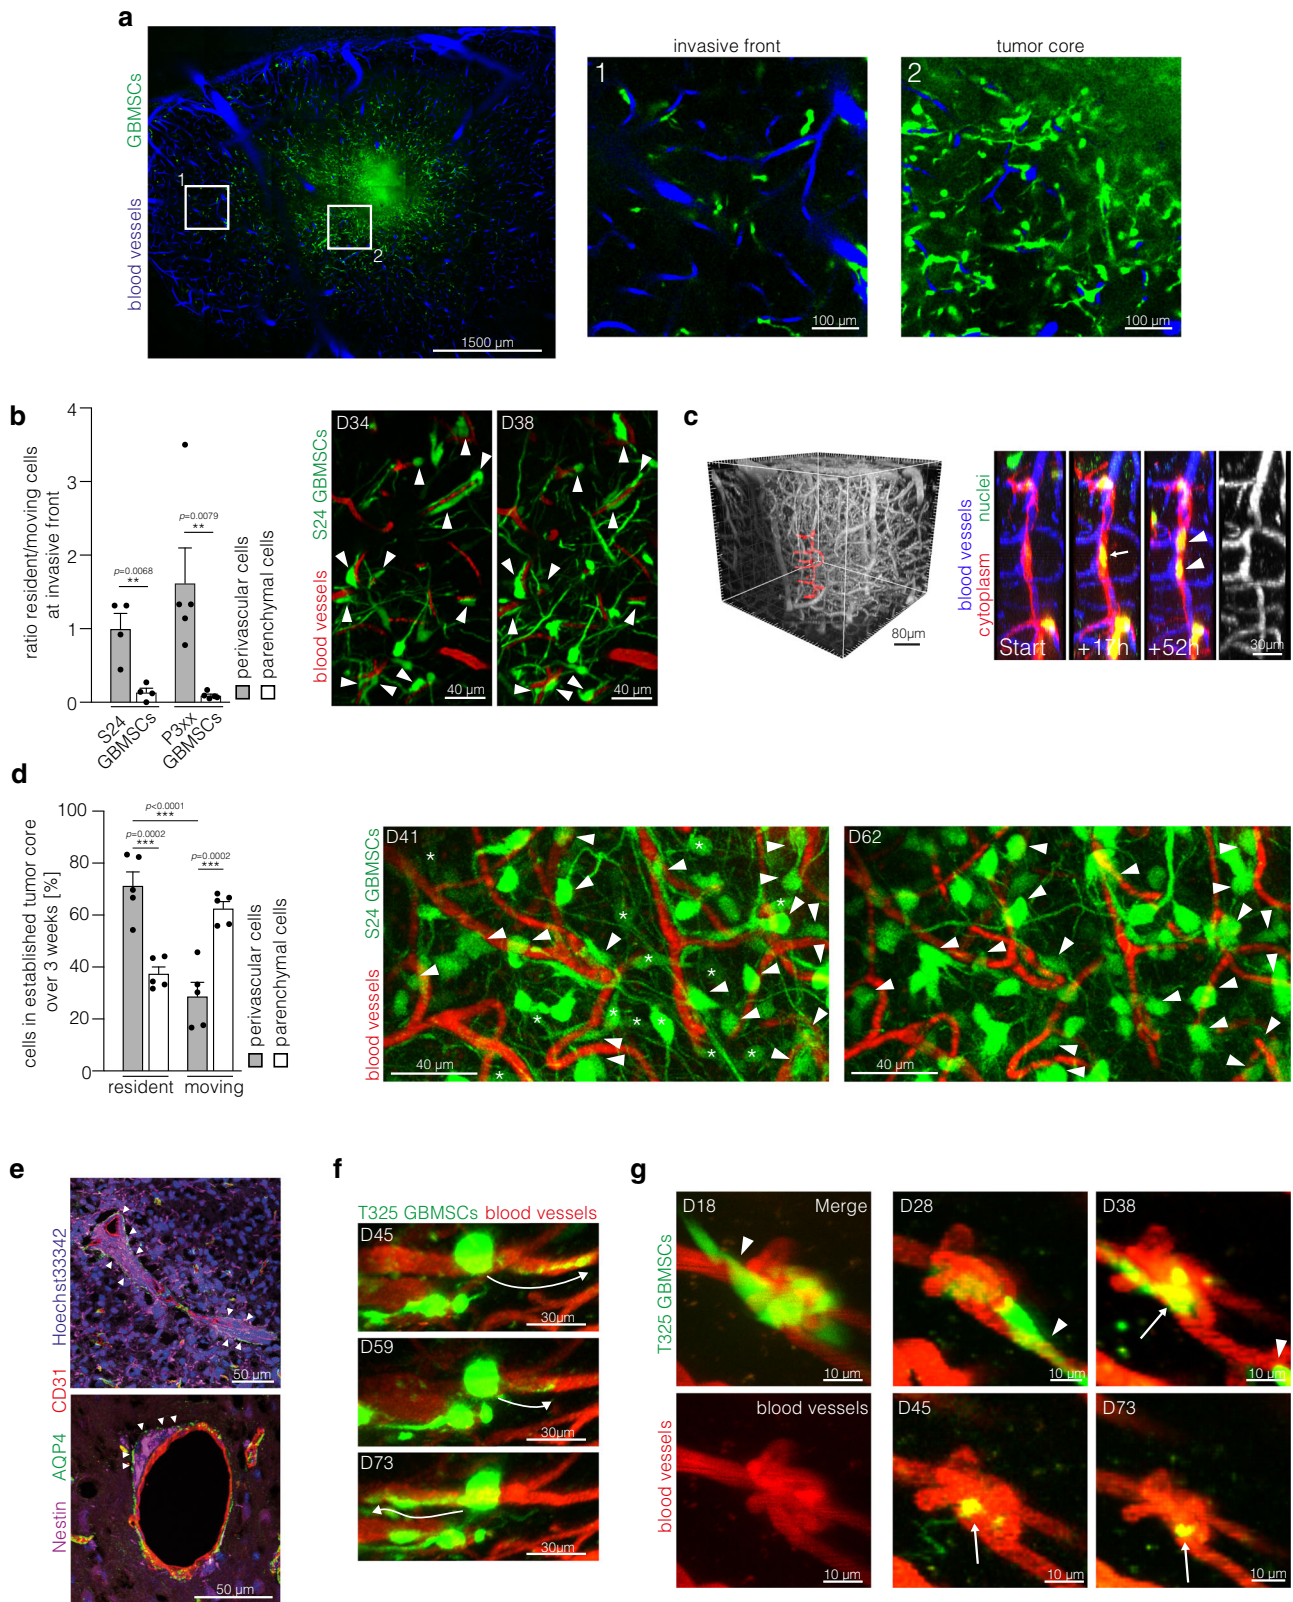 a
GBMSCs
blood vessels
1
2
1500 µm
invasive front
1
100 µm
tumor core
2
100 µm
b
ratio resident/moving cells
at invasive front
4
3
2
1
0
p=0.0068
**
p=0.0079
**
S24
GBMSCs
P3xx
GBMSCs
perivascular cells
parenchymal cells
S24 GBMSCs
blood vessels
D34
40 µm
D38
40 µm
c
80µm
blood vessels nuclei
cytoplasm
Start
+17h
+52h
30µm
d
cells in established tumor core
over 3 weeks [%]
100
80
60
40
20
0
p<0.0001
***
p=0.0002
***
p=0.0002
***
resident
moving
perivascular cells
parenchymal cells
S24 GBMSCs
blood vessels
D41
* * * * * * * * * * * *
40 µm
D62
40 µm
e
Nestin AQP4 CD31 Hoechst33342
50 µm
50 µm
f
T325 GBMSCs blood vessels
D45
30µm
D59
30µm
D73
30µm
g
T325 GBMSCs
blood vessels
D18
Merge
10 µm
D28
10 µm
D38
10 µm
blood vessels
10 µm
D45
10 µm
D73
10 µm